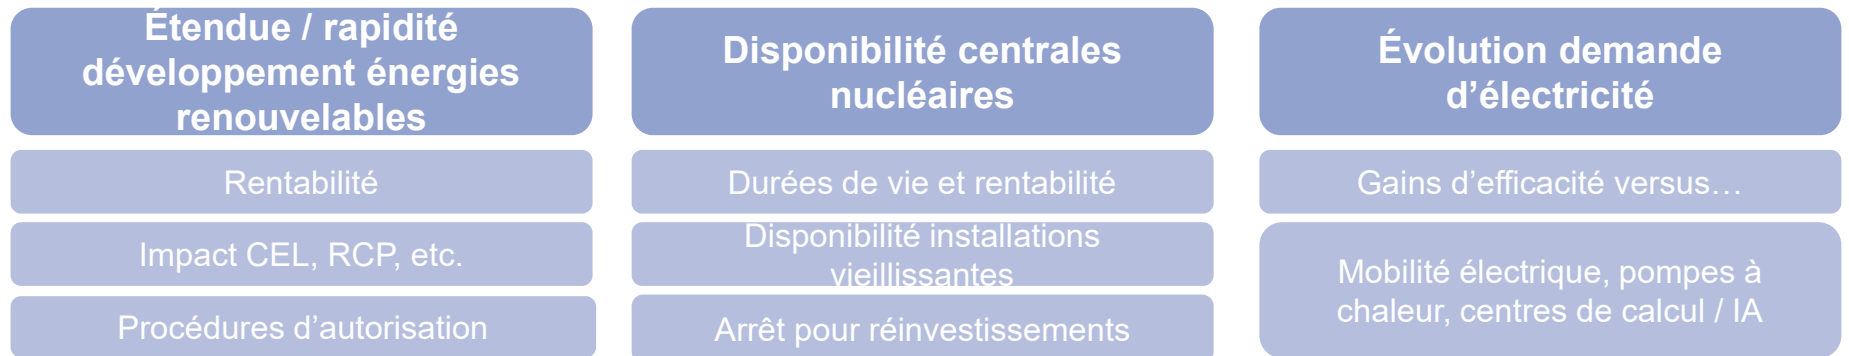 Étendue / rapidité
développement énergies
renouvelables
Rentabilité
Impact CEL, RCP, etc.
Procédures d’autorisation
Disponibilité centrales
nucléaires
Durées de vie et rentabilité
Disponibilité installations
vieillissantes
Arrêt pour réinvestissements
Évolution demande
d’électricité
Gains d’efficacité versus…
Mobilité électrique, pompes à
chaleur, centres de calcul / IA